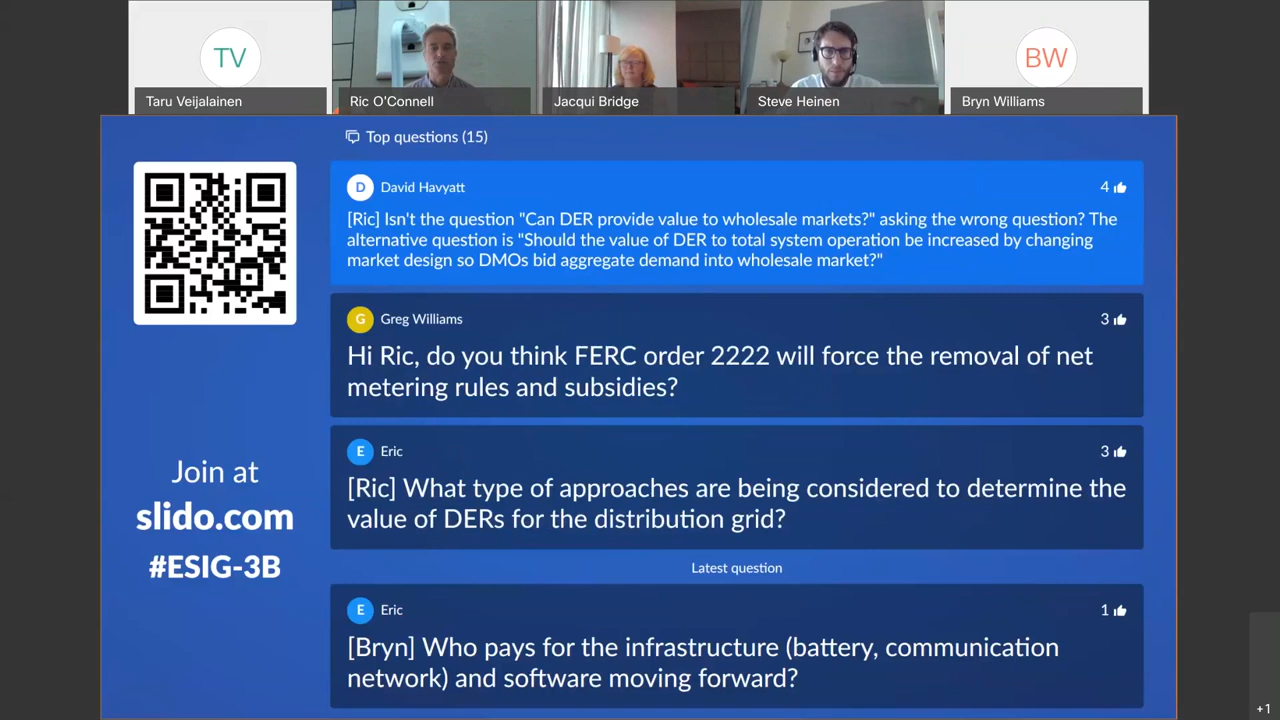 TV
BW
Taru Veijalainen
Ric O'Connell
Jacqui Bridge
Steve Heinen
Bryn Williams
Top questions (15)
D
David Havyatt
4
[Ric] Isn't the question "Can DER provide value to wholesale markets?" asking the wrong question? The
alternative question is "Should the value of DER to total system operation be increased by changing
market design so DMOs bid aggregate demand into wholesale market?"
G
Greg Williams
3
Hi Ric, do you think FERC order 2222 will force the removal of net
metering rules and subsidies?
E
Eric
3
[Ric] What type of approaches are being considered to determine the
value of DERs for the distribution grid?
Join at
slido.com
#ESIG-3B
Latest question
E
Eric
1
[Bryn] Who pays for the infrastructure (battery, communication
network) and software moving forward?
+1